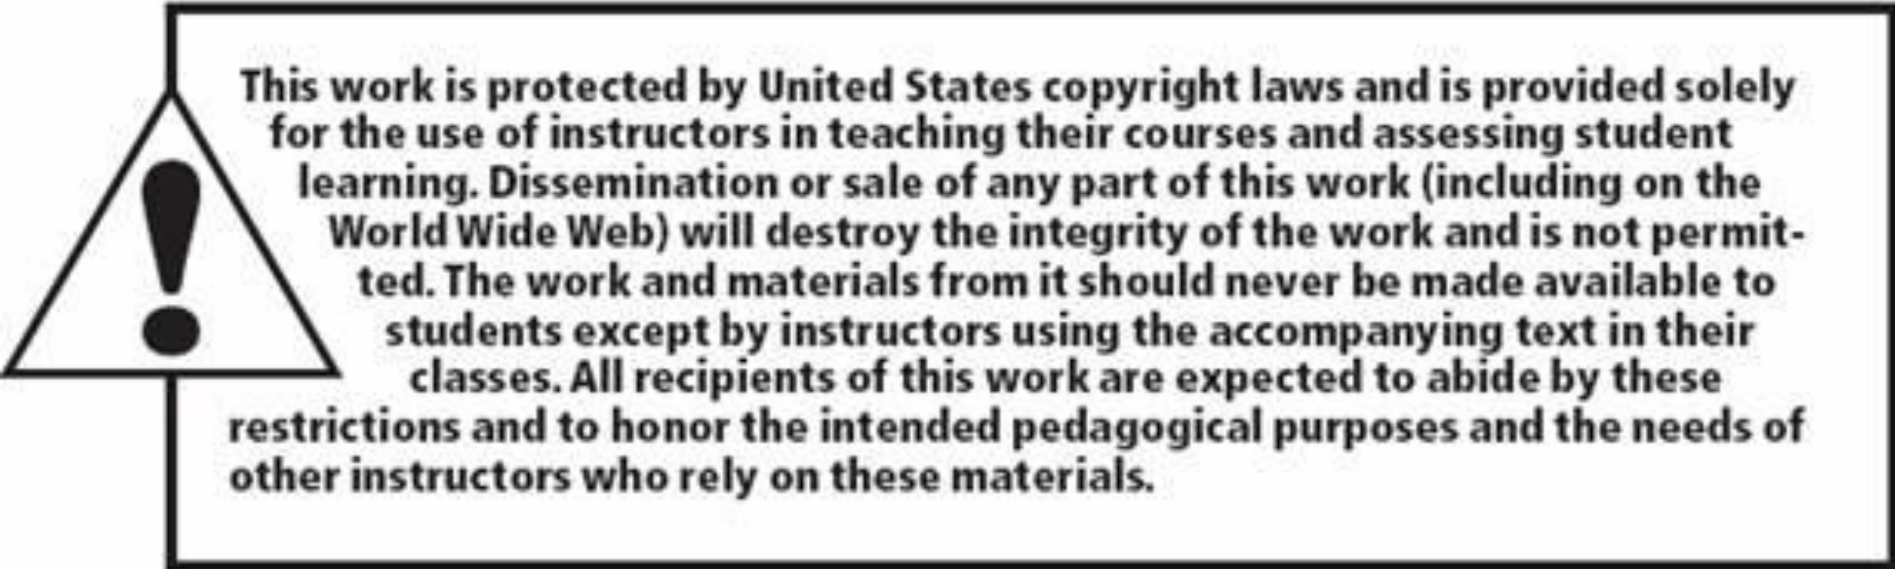 This work is protected by United States copyright laws and is provided solely
for the use of instructors in teaching their courses and assessing student
learning. Dissemination or sale of any part of this work (including on the
World Wide Web) will destroy the integrity of the work and is not permit-
ted. The work and materials from it should never be made available to
students except by instructors using the accompanying text in their
classes. All recipients of this work are expected to abide by these
restrictions and to honor the intended pedagogical purposes and the needs of
other instructors who rely on these materials.